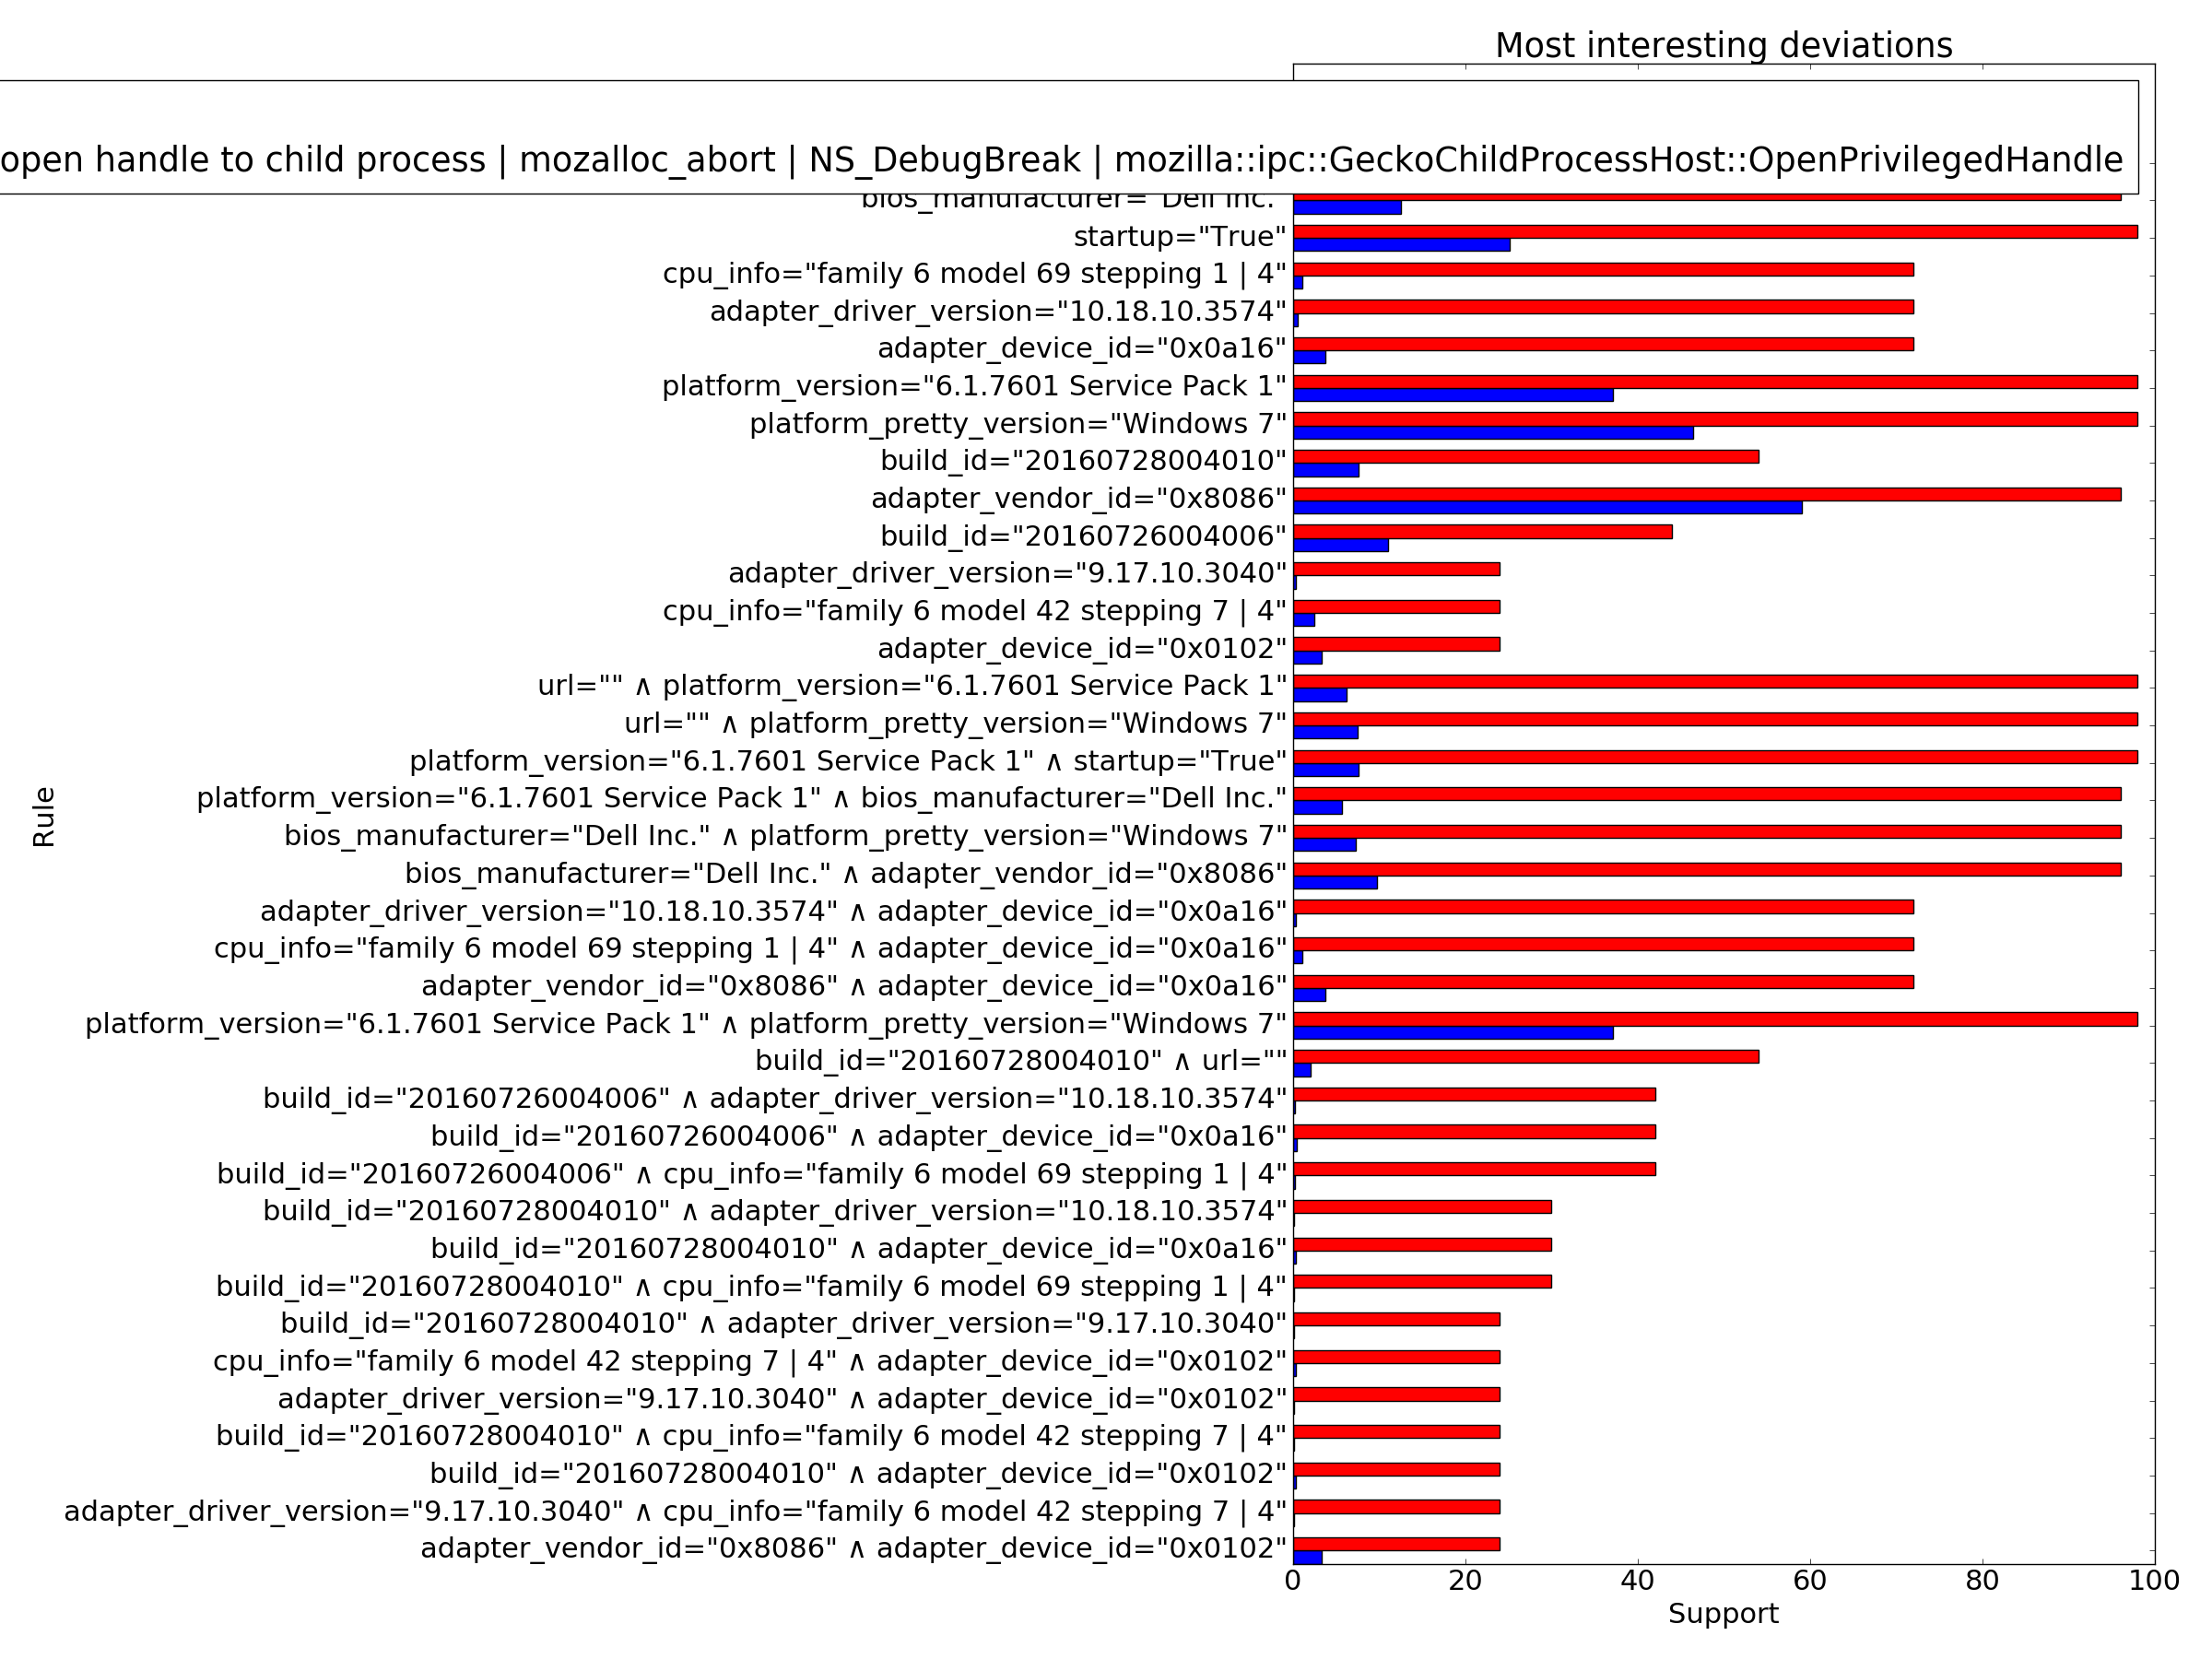 Most interesting deviations
open handle to child process | mozalloc_abort | NS_DebugBreak | mozilla::ipc::GeckoChildProcessHost::OpenPrivilegedHandle
bios_manufacturer="Dell Inc."
startup="True"
cpu_info="family 6 model 69 stepping 1 | 4"
adapter_driver_version="10.18.10.3574"
adapter_device_id="0x0a16"
platform_version="6.1.7601 Service Pack 1"
platform_pretty_version="Windows 7"
build_id="20160728004010"
adapter_vendor_id="0x8086"
build_id="20160726004006"
adapter_driver_version="9.17.10.3040"
cpu_info="family 6 model 42 stepping 7 | 4"
adapter_device_id="0x0102"
url="" ∧ platform_version="6.1.7601 Service Pack 1"
url="" ∧ platform_pretty_version="Windows 7"
platform_version="6.1.7601 Service Pack 1" ∧ startup="True"
platform_version="6.1.7601 Service Pack 1" ∧ bios_manufacturer="Dell Inc."
bios_manufacturer="Dell Inc." ∧ platform_pretty_version="Windows 7"
bios_manufacturer="Dell Inc." ∧ adapter_vendor_id="0x8086"
adapter_driver_version="10.18.10.3574" ∧ adapter_device_id="0x0a16"
cpu_info="family 6 model 69 stepping 1 | 4" ∧ adapter_device_id="0x0a16"
adapter_vendor_id="0x8086" ∧ adapter_device_id="0x0a16"
platform_version="6.1.7601 Service Pack 1" ∧ platform_pretty_version="Windows 7"
build_id="20160728004010" ∧ url=""
build_id="20160726004006" ∧ adapter_driver_version="10.18.10.3574"
build_id="20160726004006" ∧ adapter_device_id="0x0a16"
build_id="20160726004006" ∧ cpu_info="family 6 model 69 stepping 1 | 4"
build_id="20160728004010" ∧ adapter_driver_version="10.18.10.3574"
build_id="20160728004010" ∧ adapter_device_id="0x0a16"
build_id="20160728004010" ∧ cpu_info="family 6 model 69 stepping 1 | 4"
build_id="20160728004010" ∧ adapter_driver_version="9.17.10.3040"
cpu_info="family 6 model 42 stepping 7 | 4" ∧ adapter_device_id="0x0102"
adapter_driver_version="9.17.10.3040" ∧ adapter_device_id="0x0102"
build_id="20160728004010" ∧ cpu_info="family 6 model 42 stepping 7 | 4"
build_id="20160728004010" ∧ adapter_device_id="0x0102"
adapter_driver_version="9.17.10.3040" ∧ cpu_info="family 6 model 42 stepping 7 | 4"
adapter_vendor_id="0x8086" ∧ adapter_device_id="0x0102"
Rule
0 20 40 60 80 100
Support